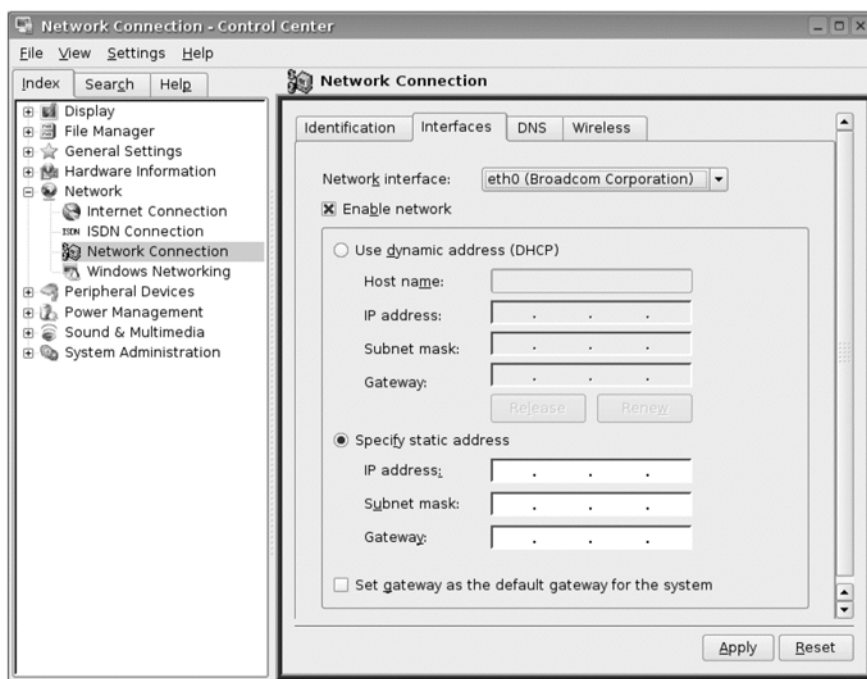 Network Connection - Control Center
File View Settings Help
Index Search Help
Display
File Manager
General Settings
Hardware Information
Network
Internet Connection
ISDN ISDN Connection
Network Connection
Windows Networking
Peripheral Devices
Power Management
Sound & Multimedia
System Administration
Network Connection
Identification Interfaces DNS Wireless
Network interface: eth0 (Broadcom Corporation)
Enable network
Use dynamic address (DHCP)
Host name:
IP address: . . .
Subnet mask: . . .
Gateway: . . .
Release Renew
Specify static address
IP address: . . .
Subnet mask: . . .
Gateway: . . .
Set gateway as the default gateway for the system
Apply Reset